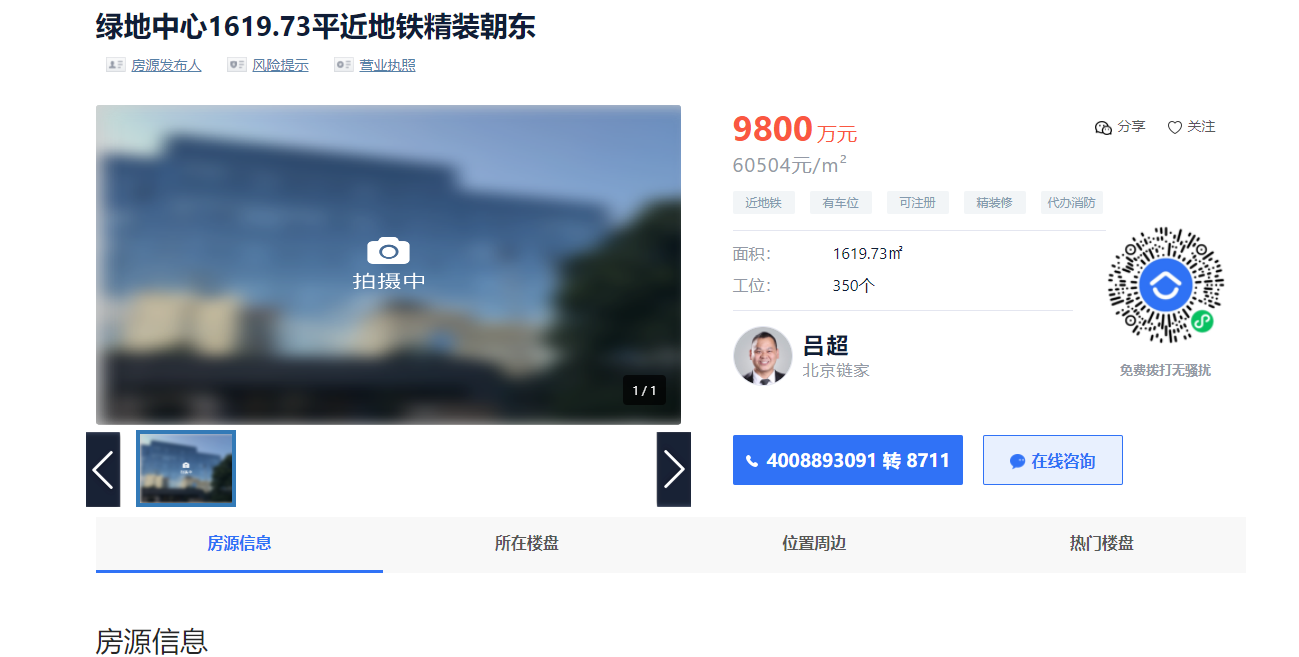 绿地中心1619.73平近地铁精装朝东
房源发布人 风险提示 营业执照
9800万元
分享 关注
60504元/m²
近地铁 有车位 可注册 精装修 代办消防
面积： 1619.73㎡
工位： 350个
拍摄中
1 / 1
吕超
北京链家
免费拨打无骚扰
4008893091 转 8711
在线咨询
房源信息 所在楼盘 位置周边 热门楼盘
房源信息